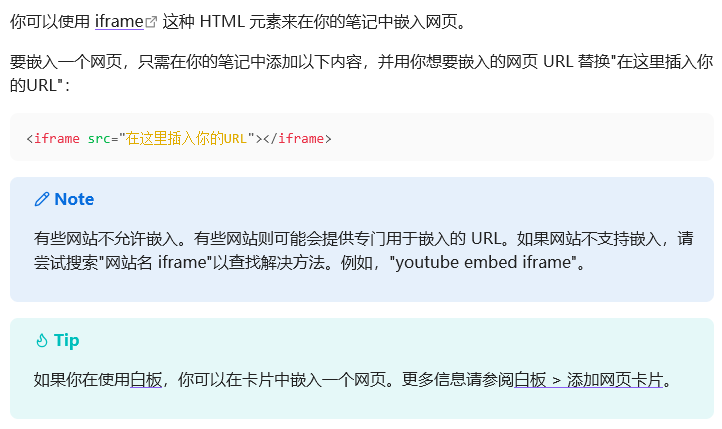 你可以使用 iframe 这种 HTML 元素来在你的笔记中嵌入网页。
要嵌入一个网页，只需在你的笔记中添加以下内容，并用你想要嵌入的网页 URL 替换"在这里插入你
的URL"：
<iframe src="在这里插入你的URL"></iframe>
Note
有些网站不允许嵌入。有些网站则可能会提供专门用于嵌入的 URL。如果网站不支持嵌入，请
尝试搜索"网站名 iframe"以查找解决方法。例如，"youtube embed iframe"。
Tip
如果你在使用白板，你可以在卡片中嵌入一个网页。更多信息请参阅白板 > 添加网页卡片。